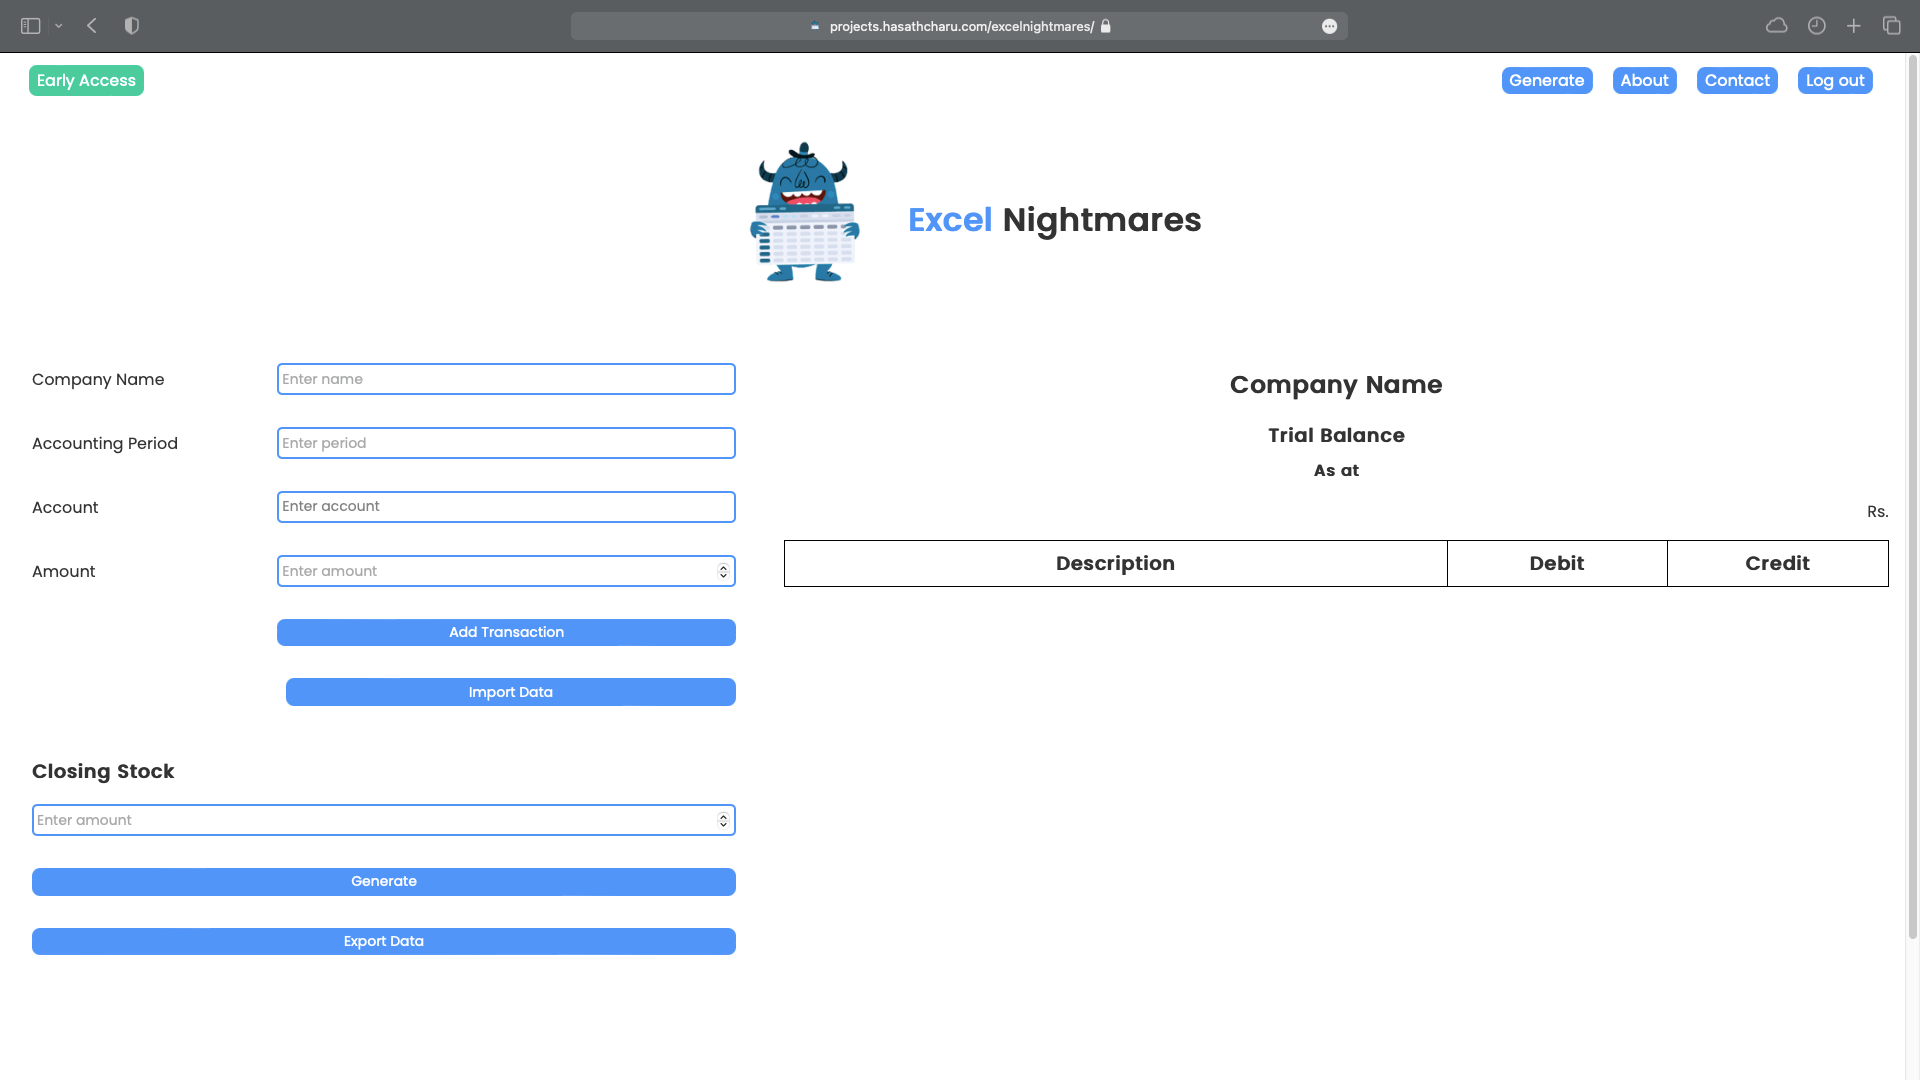 projects.hasathcharu.com/excelnightmares/
Early Access
Generate About Contact Log out
Excel Nightmares
Company Name
Enter name
Accounting Period
Enter period
Account
Enter account
Amount
Enter amount
Add Transaction
Import Data
Closing Stock
Enter amount
Generate
Export Data
Company Name
Trial Balance
As at
Rs.
Description Debit Credit